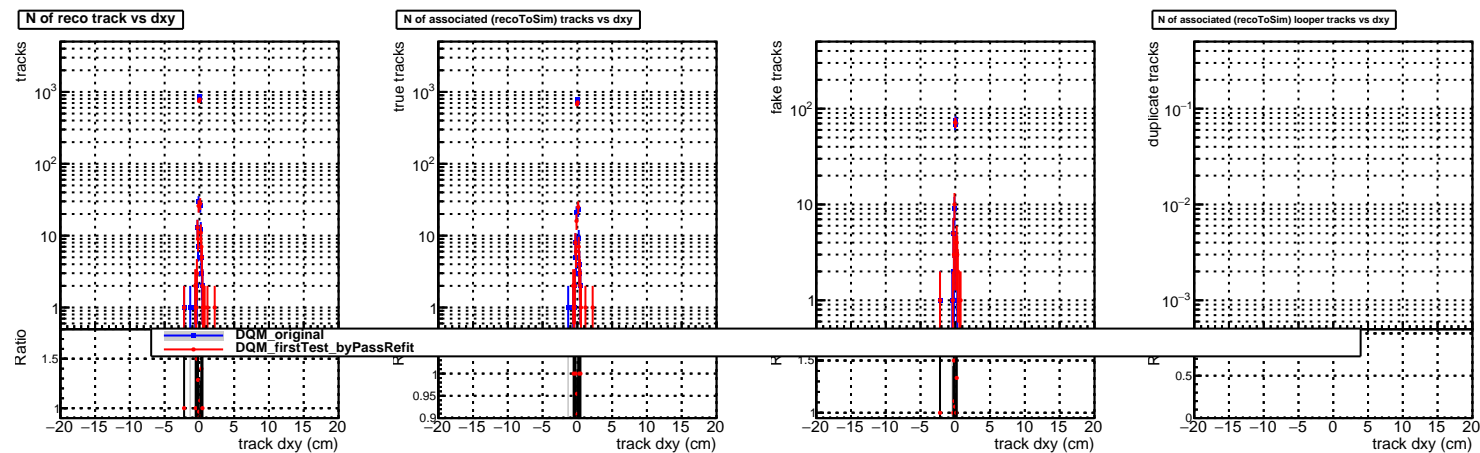 N of reco track vs dxy
N of associated (recoToSim) tracks vs dxy
N of associated (recoToSim) looper tracks vs dxy
tracks
10³
10²
10
1
true tracks
10³
10²
10
1
fake tracks
10²
10
1
duplicate tracks
10⁻¹
10⁻²
10⁻³
DQM_original
DQM_firstTest_byPassRefit
Ratio
1.5
1
1
0.95
0.9
1.5
1
0.5
0
−20 −15 −10 −5 0 5 10 15 20
track dxy (cm)
−20 −15 −10 −5 0 5 10 15 20
track dxy (cm)
−20 −15 −10 −5 0 5 10 15 20
track dxy (cm)
−20 −15 −10 −5 0 5 10 15 20
track dxy (cm)